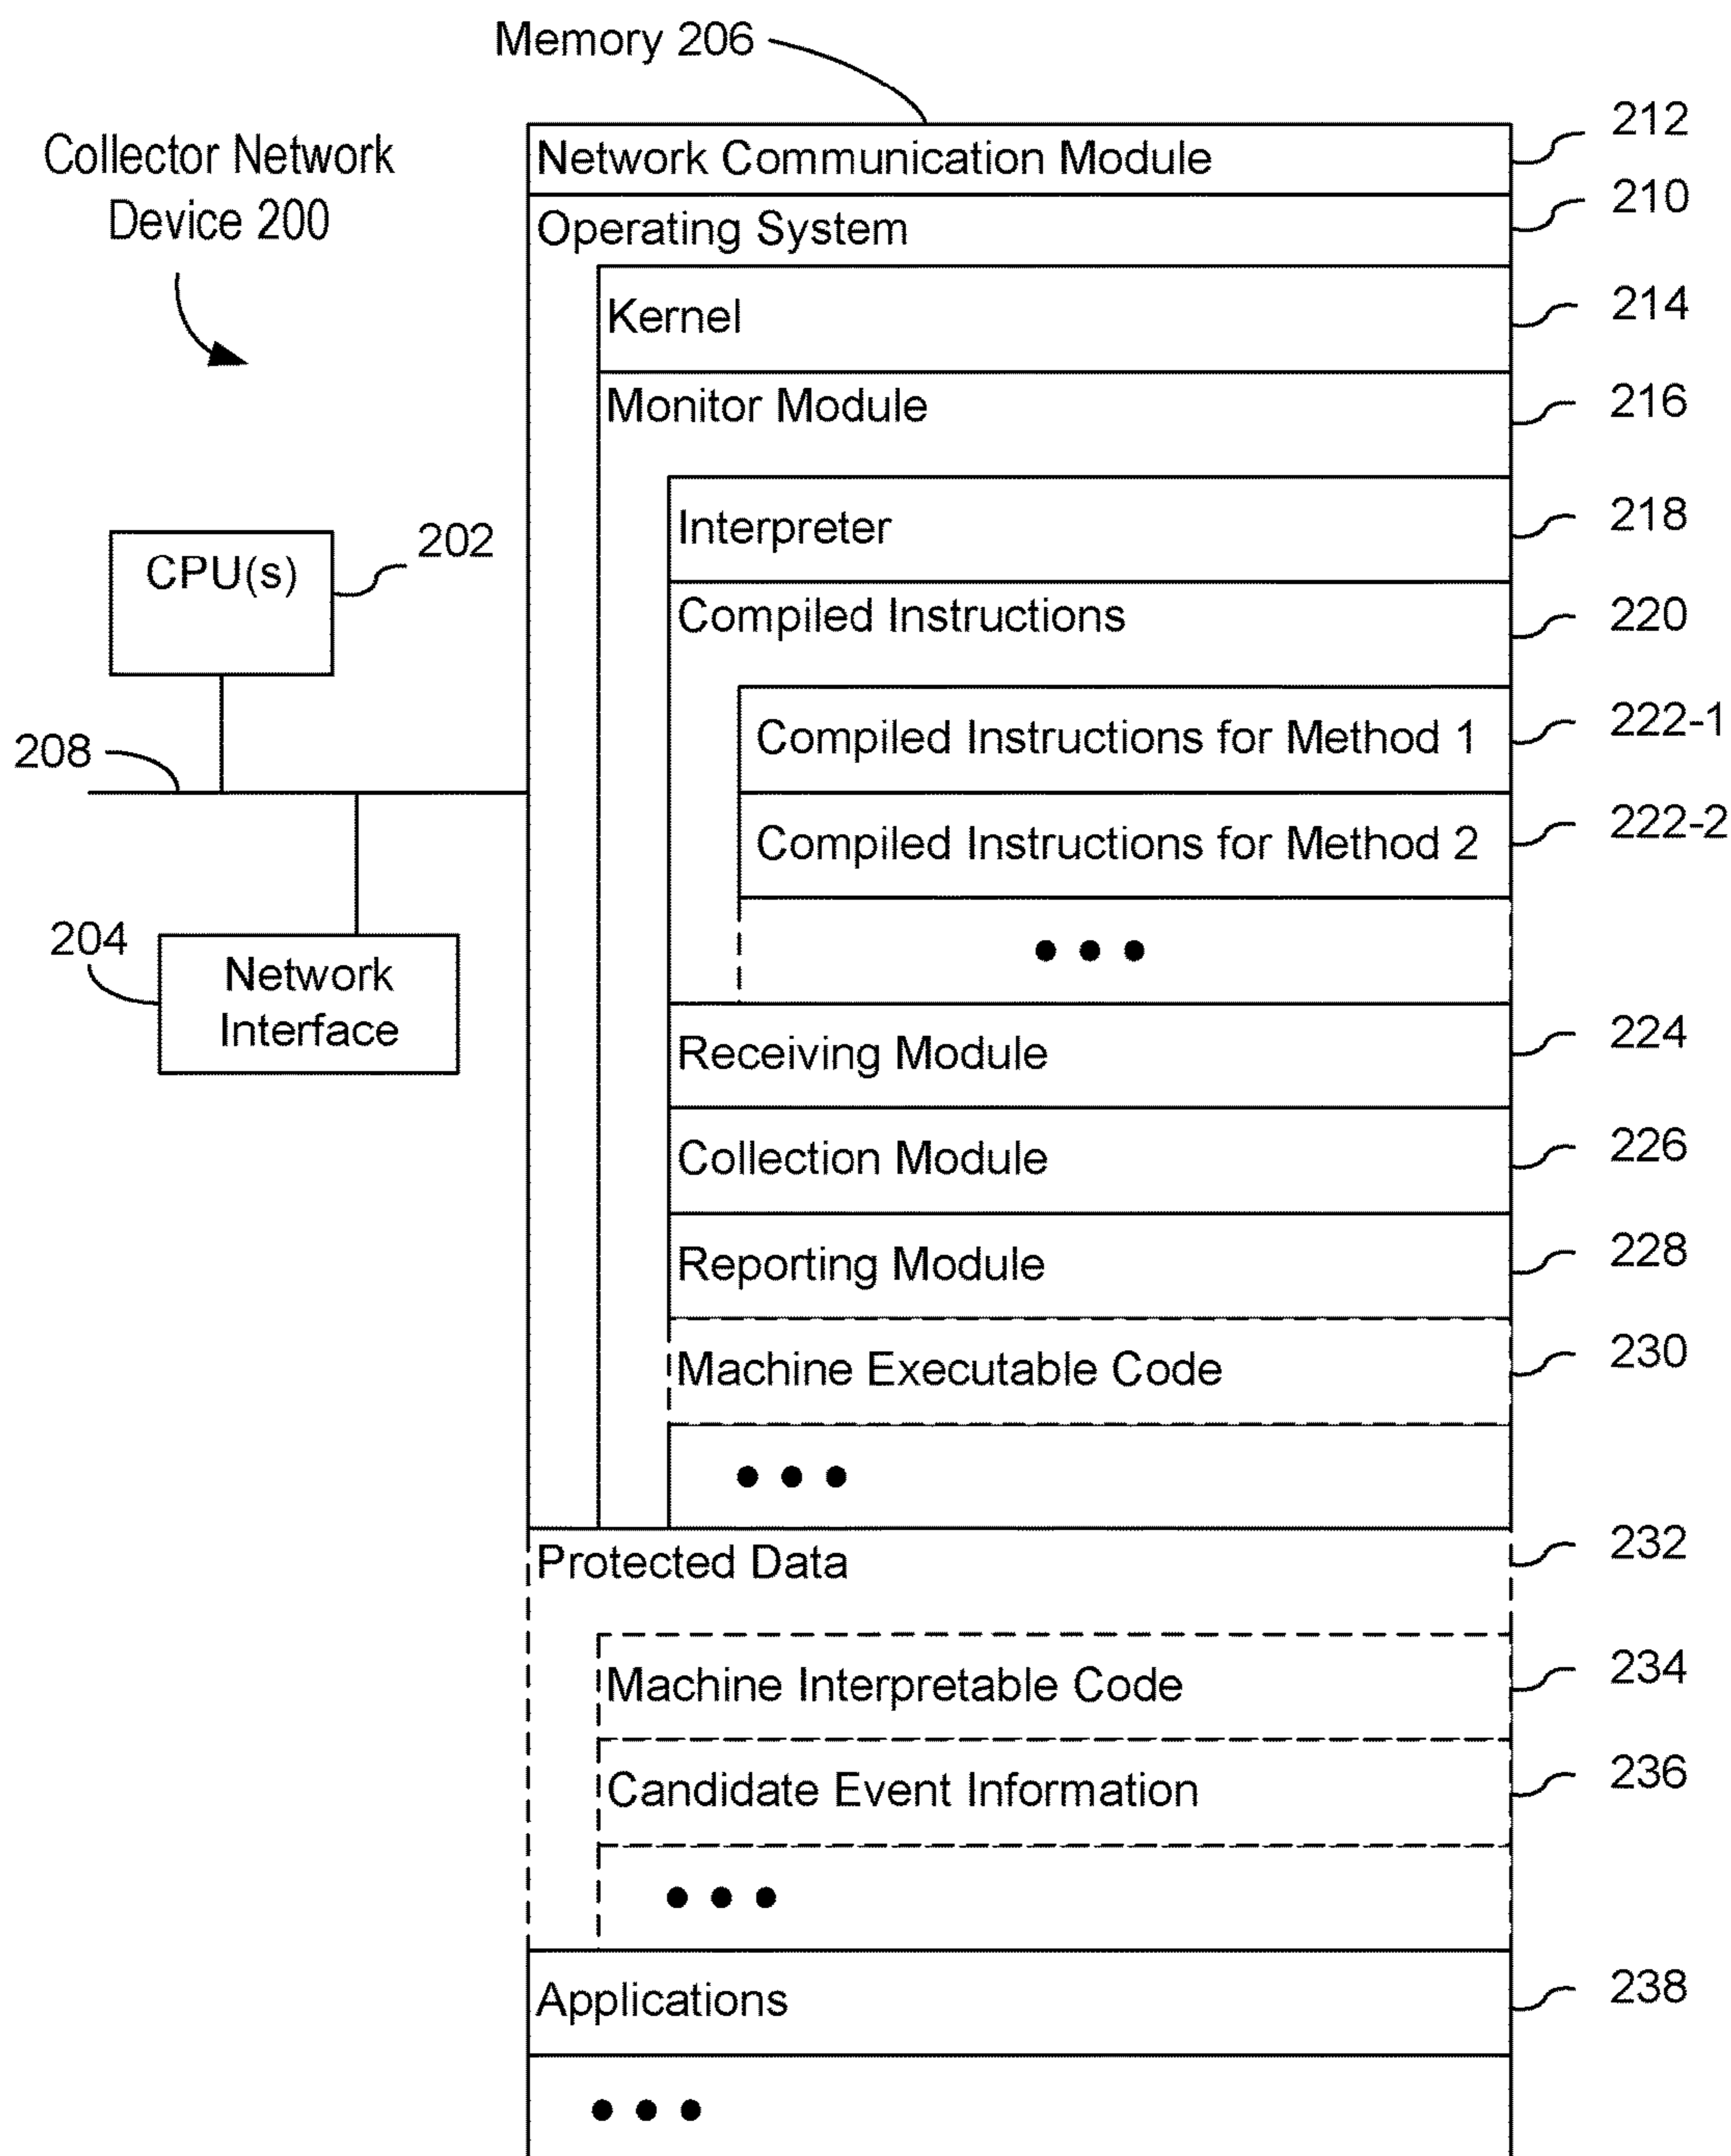 Memory 206
Collector Network
Device 200
Network Communication Module
212
Operating System
210
Kernel
214
Monitor Module
216
Interpreter
218
CPU(s)
202
Compiled Instructions
220
Compiled Instructions for Method 1
222-1
208
Compiled Instructions for Method 2
222-2
• • •
204
Network
Interface
Receiving Module
224
Collection Module
226
Reporting Module
228
Machine Executable Code
230
• • •
Protected Data
232
Machine Interpretable Code
234
Candidate Event Information
236
• • •
Applications
238
• • •